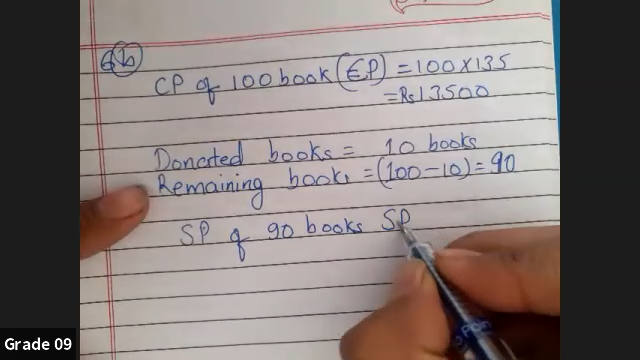 6b
CP of 100 book (CP) = 100 × 135
= Rs 13500
Donated books = 10 books
Remaining books = (100 - 10) = 90
SP of 90 books SP
Grade 09